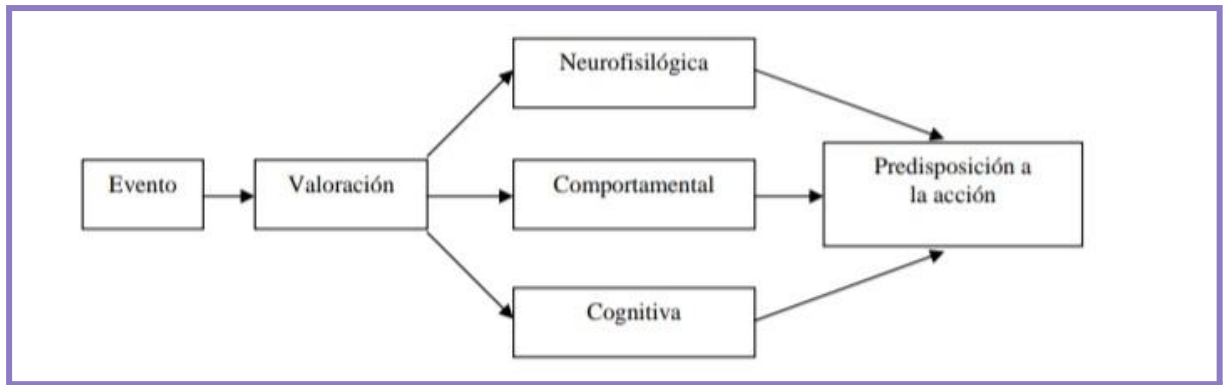 Evento
Valoración
Neurofisilógica
Comportamental
Cognitiva
Predisposición a
la acción